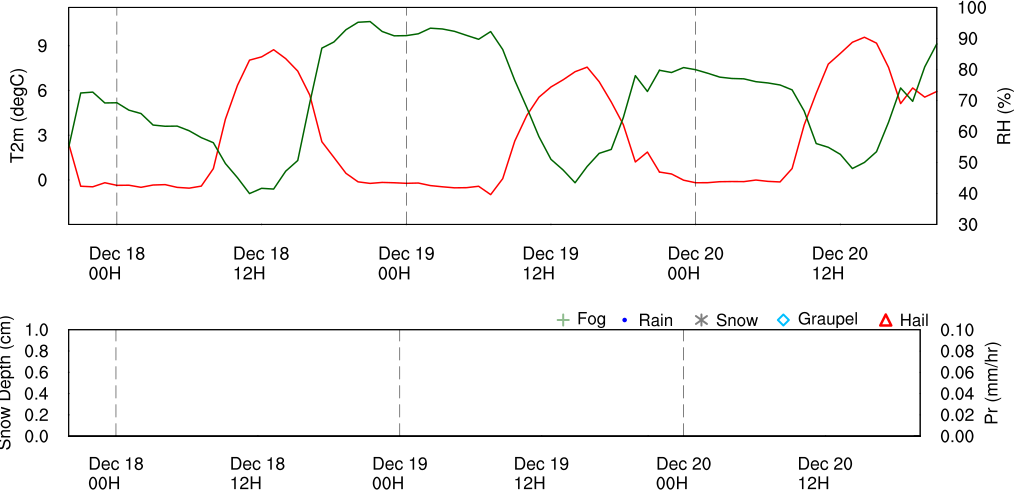 T2m (degC)
9
6
3
0
100
90
80
70
60
50
40
30
RH (%)
Dec 18 Dec 18 Dec 19 Dec 19 Dec 20 Dec 20
00H 12H 00H 12H 00H 12H
Fog Rain Snow Graupel Hail
Snow Depth (cm)
1.0
0.8
0.6
0.4
0.2
0.0
0.10
0.08
0.06
0.04
0.02
0.00
Pr (mm/hr)
Dec 18 Dec 18 Dec 19 Dec 19 Dec 20 Dec 20
00H 12H 00H 12H 00H 12H